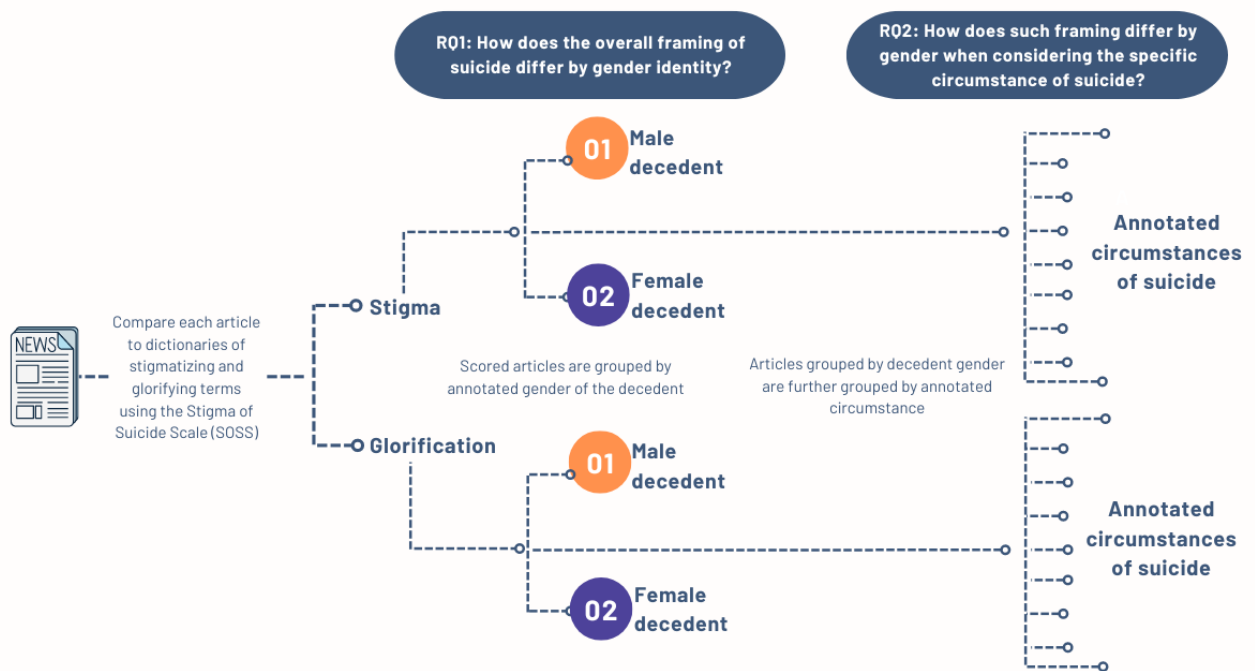 RQ1: How does the overall framing of
suicide differ by gender identity?
RQ2: How does such framing differ by
gender when considering the specific
circumstance of suicide?
01
Male
decedent
02
Female
decedent
Annotated
circumstances
of suicide
Stigma
NEWS
Compare each article
to dictionaries of
stigmatizing and
glorifying terms
using the Stigma of
Suicide Scale (SOSS)
Scored articles are grouped by
annotated gender of the decedent
Articles grouped by decedent gender
are further grouped by annotated
circumstance
Glorification
01
Male
decedent
02
Female
decedent
Annotated
circumstances
of suicide